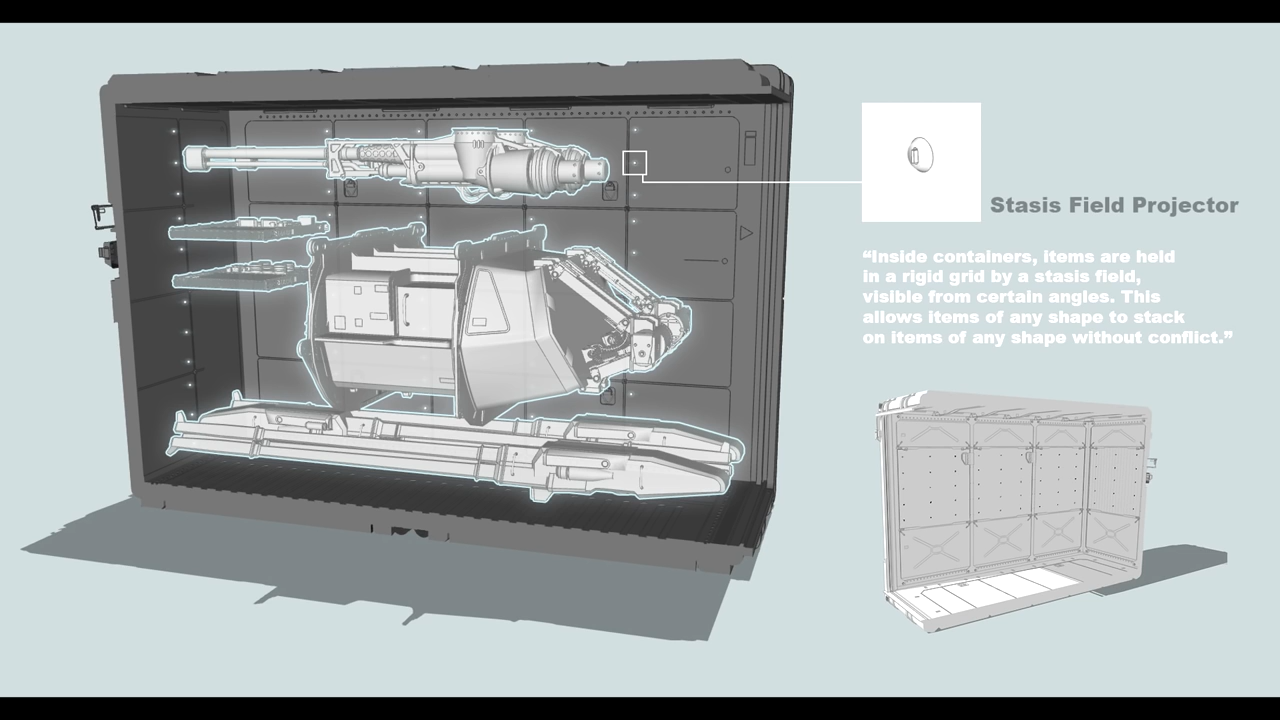 Stasis Field Projector
“Inside containers, items are held
in a rigid grid by a stasis field,
visible from certain angles. This
allows items of any shape to stack
on items of any shape without conflict.”